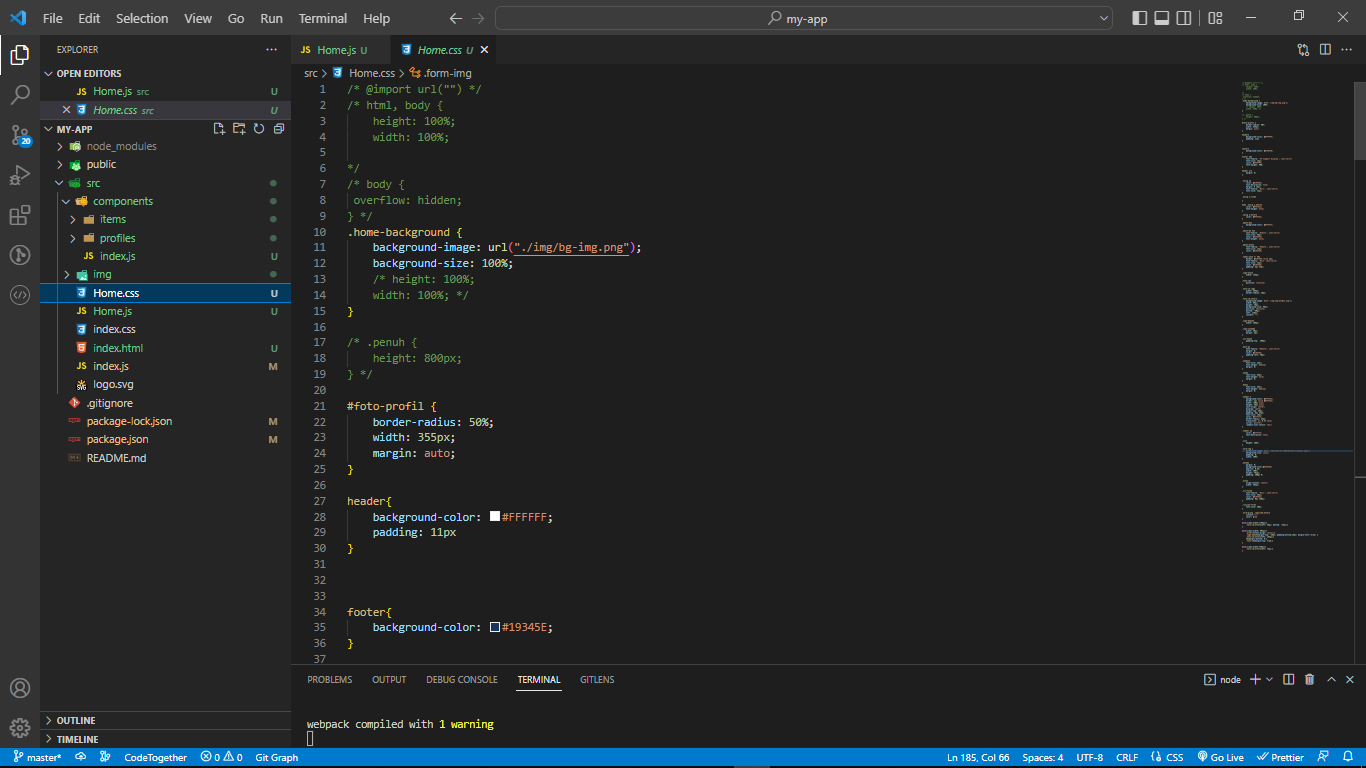 File Edit Selection View Go Run Terminal Help
my-app
EXPLORER
OPEN EDITORS
JS Home.js src U
Home.css src U
MY-APP
node_modules
public
src
components
items
profiles
JS index.js U
img
Home.css U
JS Home.js U
index.css
index.html U
JS index.js M
logo.svg
.gitignore
package-lock.json M
package.json M
README.md
OUTLINE
TIMELINE
20
JS Home.js U
Home.css U
src > Home.css > .form-img
1 /* @import url("") */
2 /* html, body {
3 height: 100%;
4 width: 100%;
5
6 */
7 /* body {
8 overflow: hidden;
9 } */
10 .home-background {
11 background-image: url("./img/bg-img.png");
12 background-size: 100%;
13 /* height: 100%;
14 width: 100%; */
15 }
16
17 /* .penuh {
18 height: 800px;
19 } */
20
21 #foto-profil {
22 border-radius: 50%;
23 width: 355px;
24 margin: auto;
25 }
26
27 header{
28 background-color: #FFFFFF;
29 padding: 11px
30 }
31
32
33
34 footer{
35 background-color: #19345E;
36 }
37
PROBLEMS OUTPUT DEBUG CONSOLE TERMINAL GITLENS
node
webpack compiled with 1 warning
master* CodeTogether 0 0 Git Graph
Ln 185, Col 66 Spaces: 4 UTF-8 CRLF CSS Go Live Prettier